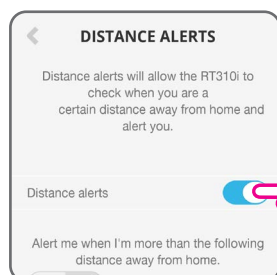 DISTANCE ALERTS
Distance alerts will allow the RT310i to
check when you are a
certain distance away from home and
alert you.
Distance alerts
Alert me when I'm more than the following
distance away from home.